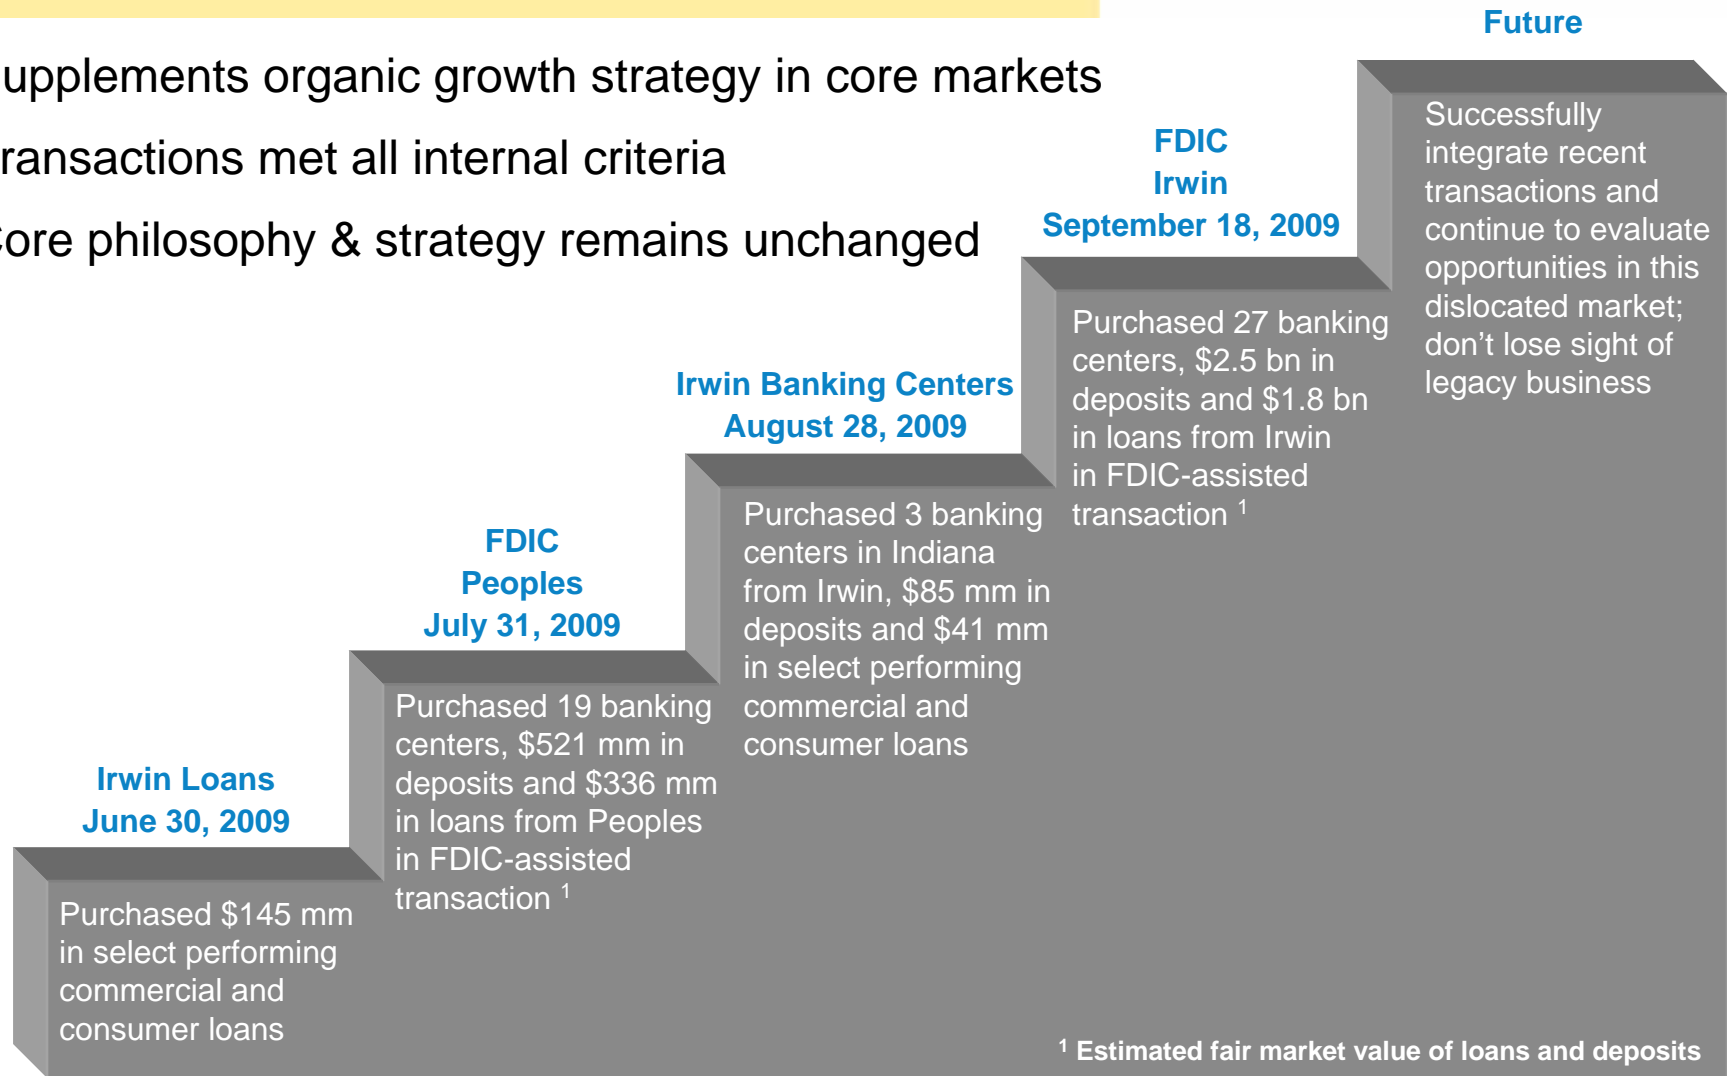 upplements organic growth strategy in core markets
ransactions met all internal criteria
Core philosophy & strategy remains unchanged
Irwin Loans
June 30, 2009
Purchased $145 mm
in select performing
commercial and
consumer loans
FDIC
Peoples
July 31, 2009
Purchased 19 banking
centers, $521 mm in
deposits and $336 mm
in loans from Peoples
in FDIC-assisted
transaction 1
Irwin Banking Centers
August 28, 2009
Purchased 3 banking
centers in Indiana
from Irwin, $85 mm in
deposits and $41 mm
in select performing
commercial and
consumer loans
FDIC
Irwin
September 18, 2009
Purchased 27 banking
centers, $2.5 bn in
deposits and $1.8 bn
in loans from Irwin
in FDIC-assisted
transaction 1
Future
Successfully
integrate recent
transactions and
continue to evaluate
opportunities in this
dislocated market;
don’t lose sight of
legacy business
1 Estimated fair market value of loans and deposits